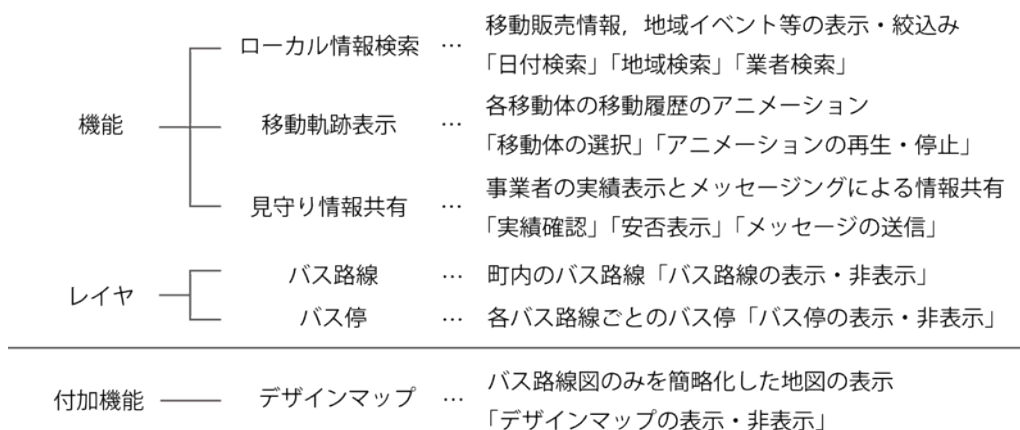 移動販売情報，地域イベント等の表示・絞込み
ローカル情報検索 …
「日付検索」「地域検索」「業者検索」
各移動体の移動履歴のアニメーション
機能
移動軌跡表示 …
「移動体の選択」「アニメーションの再生・停止」
事業者の実績表示とメッセージングによる情報共有
見守り情報共有 …
「実績確認」「安否表示」「メッセージの送信」
バス路線 … 町内のバス路線「バス路線の表示・非表示」
レイヤ
バス停 … 各バス路線ごとのバス停「バス停の表示・非表示」
バス路線図のみを簡略化した地図の表示
付加機能 デザインマップ …
「デザインマップの表示・非表示」